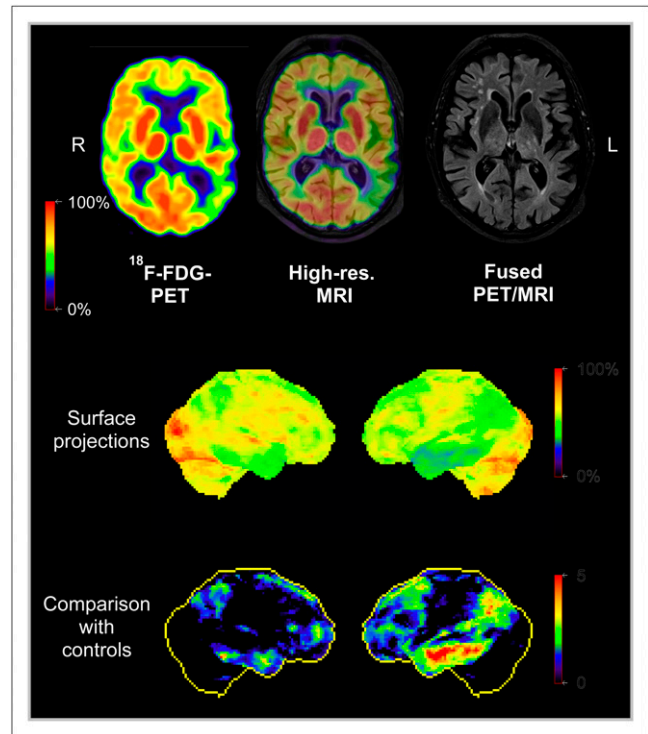 R
L
100%
0%
18F-FDG-
PET
High-res.
MRI
Fused
PET/MRI
Surface
projections
100%
0%
Comparison
with
controls
5
0